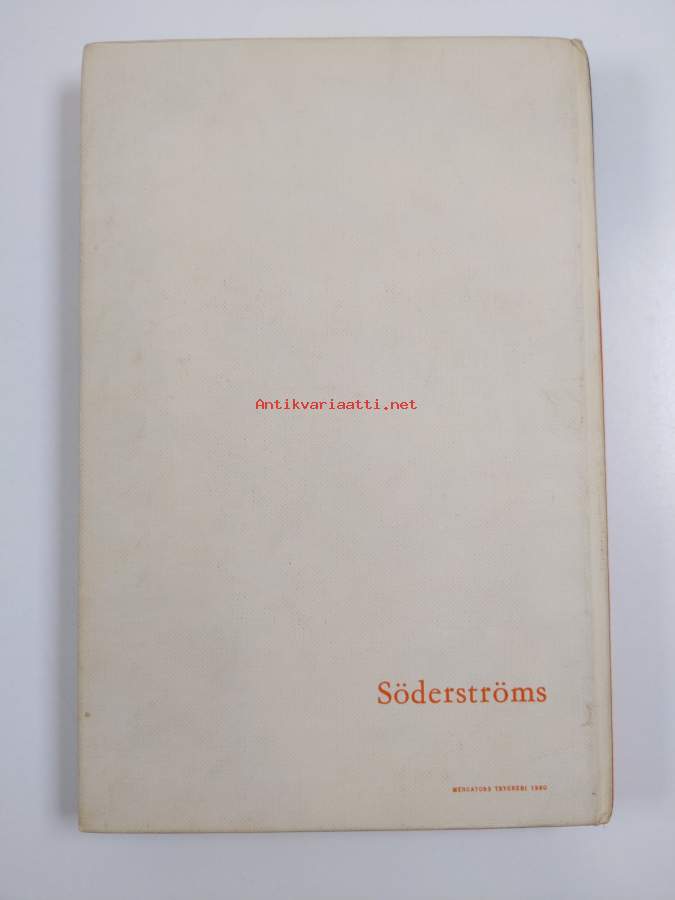 Antikvariaatti.net
Söderströms
MERCATORS TRYCKERI 1960